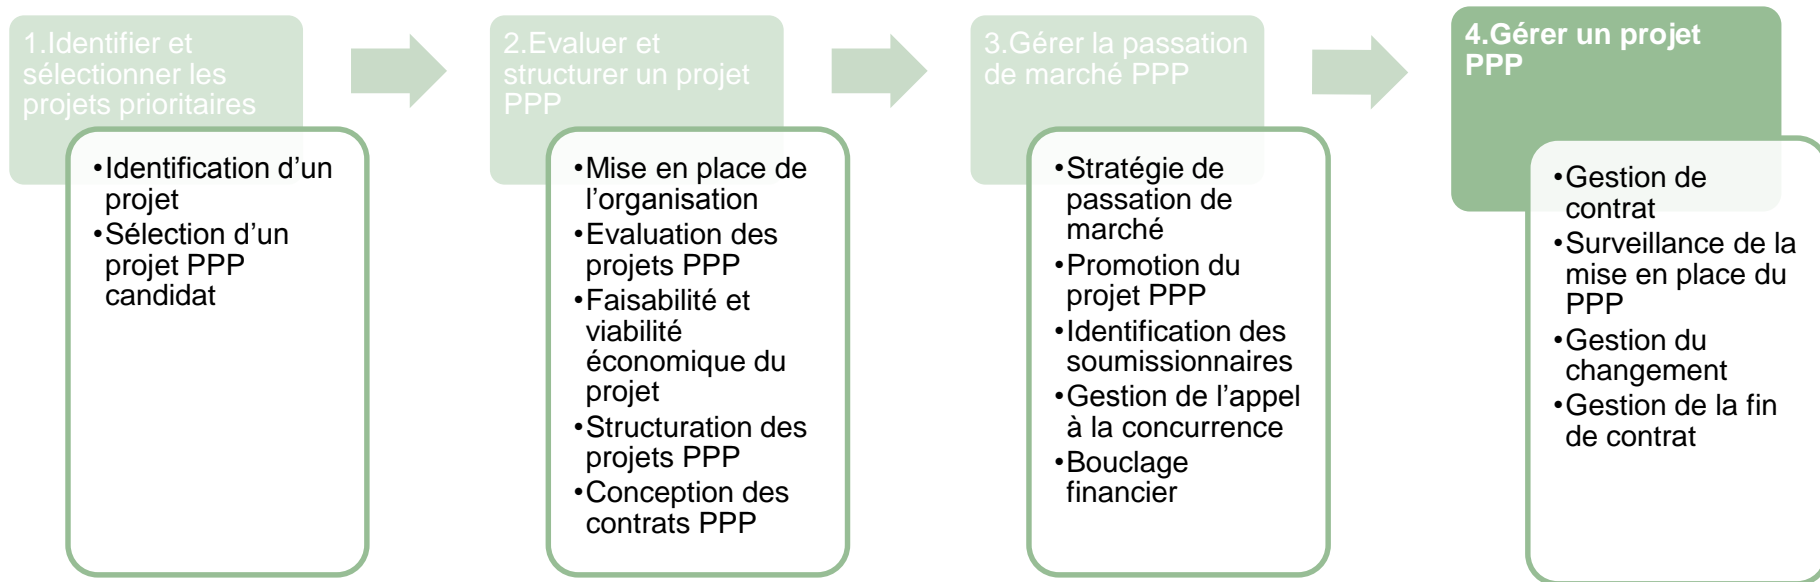 1.Identifier et
sélectionner les
projets prioritaires
•Identification d’un
projet
•Sélection d’un
projet PPP
candidat
2.Evaluer et
structurer un projet
PPP
•Mise en place de
l’organisation
•Evaluation des
projets PPP
•Faisabilité et
viabilité
économique du
projet
•Structuration des
projets PPP
•Conception des
contrats PPP
3.Gérer la passation
de marché PPP
•Stratégie de
passation de
marché
•Promotion du
projet PPP
•Identification des
soumissionnaires
•Gestion de l’appel
à la concurrence
•Bouclage
financier
4.Gérer un projet
PPP
•Gestion de
contrat
•Surveillance de la
mise en place du
PPP
•Gestion du
changement
•Gestion de la fin
de contrat